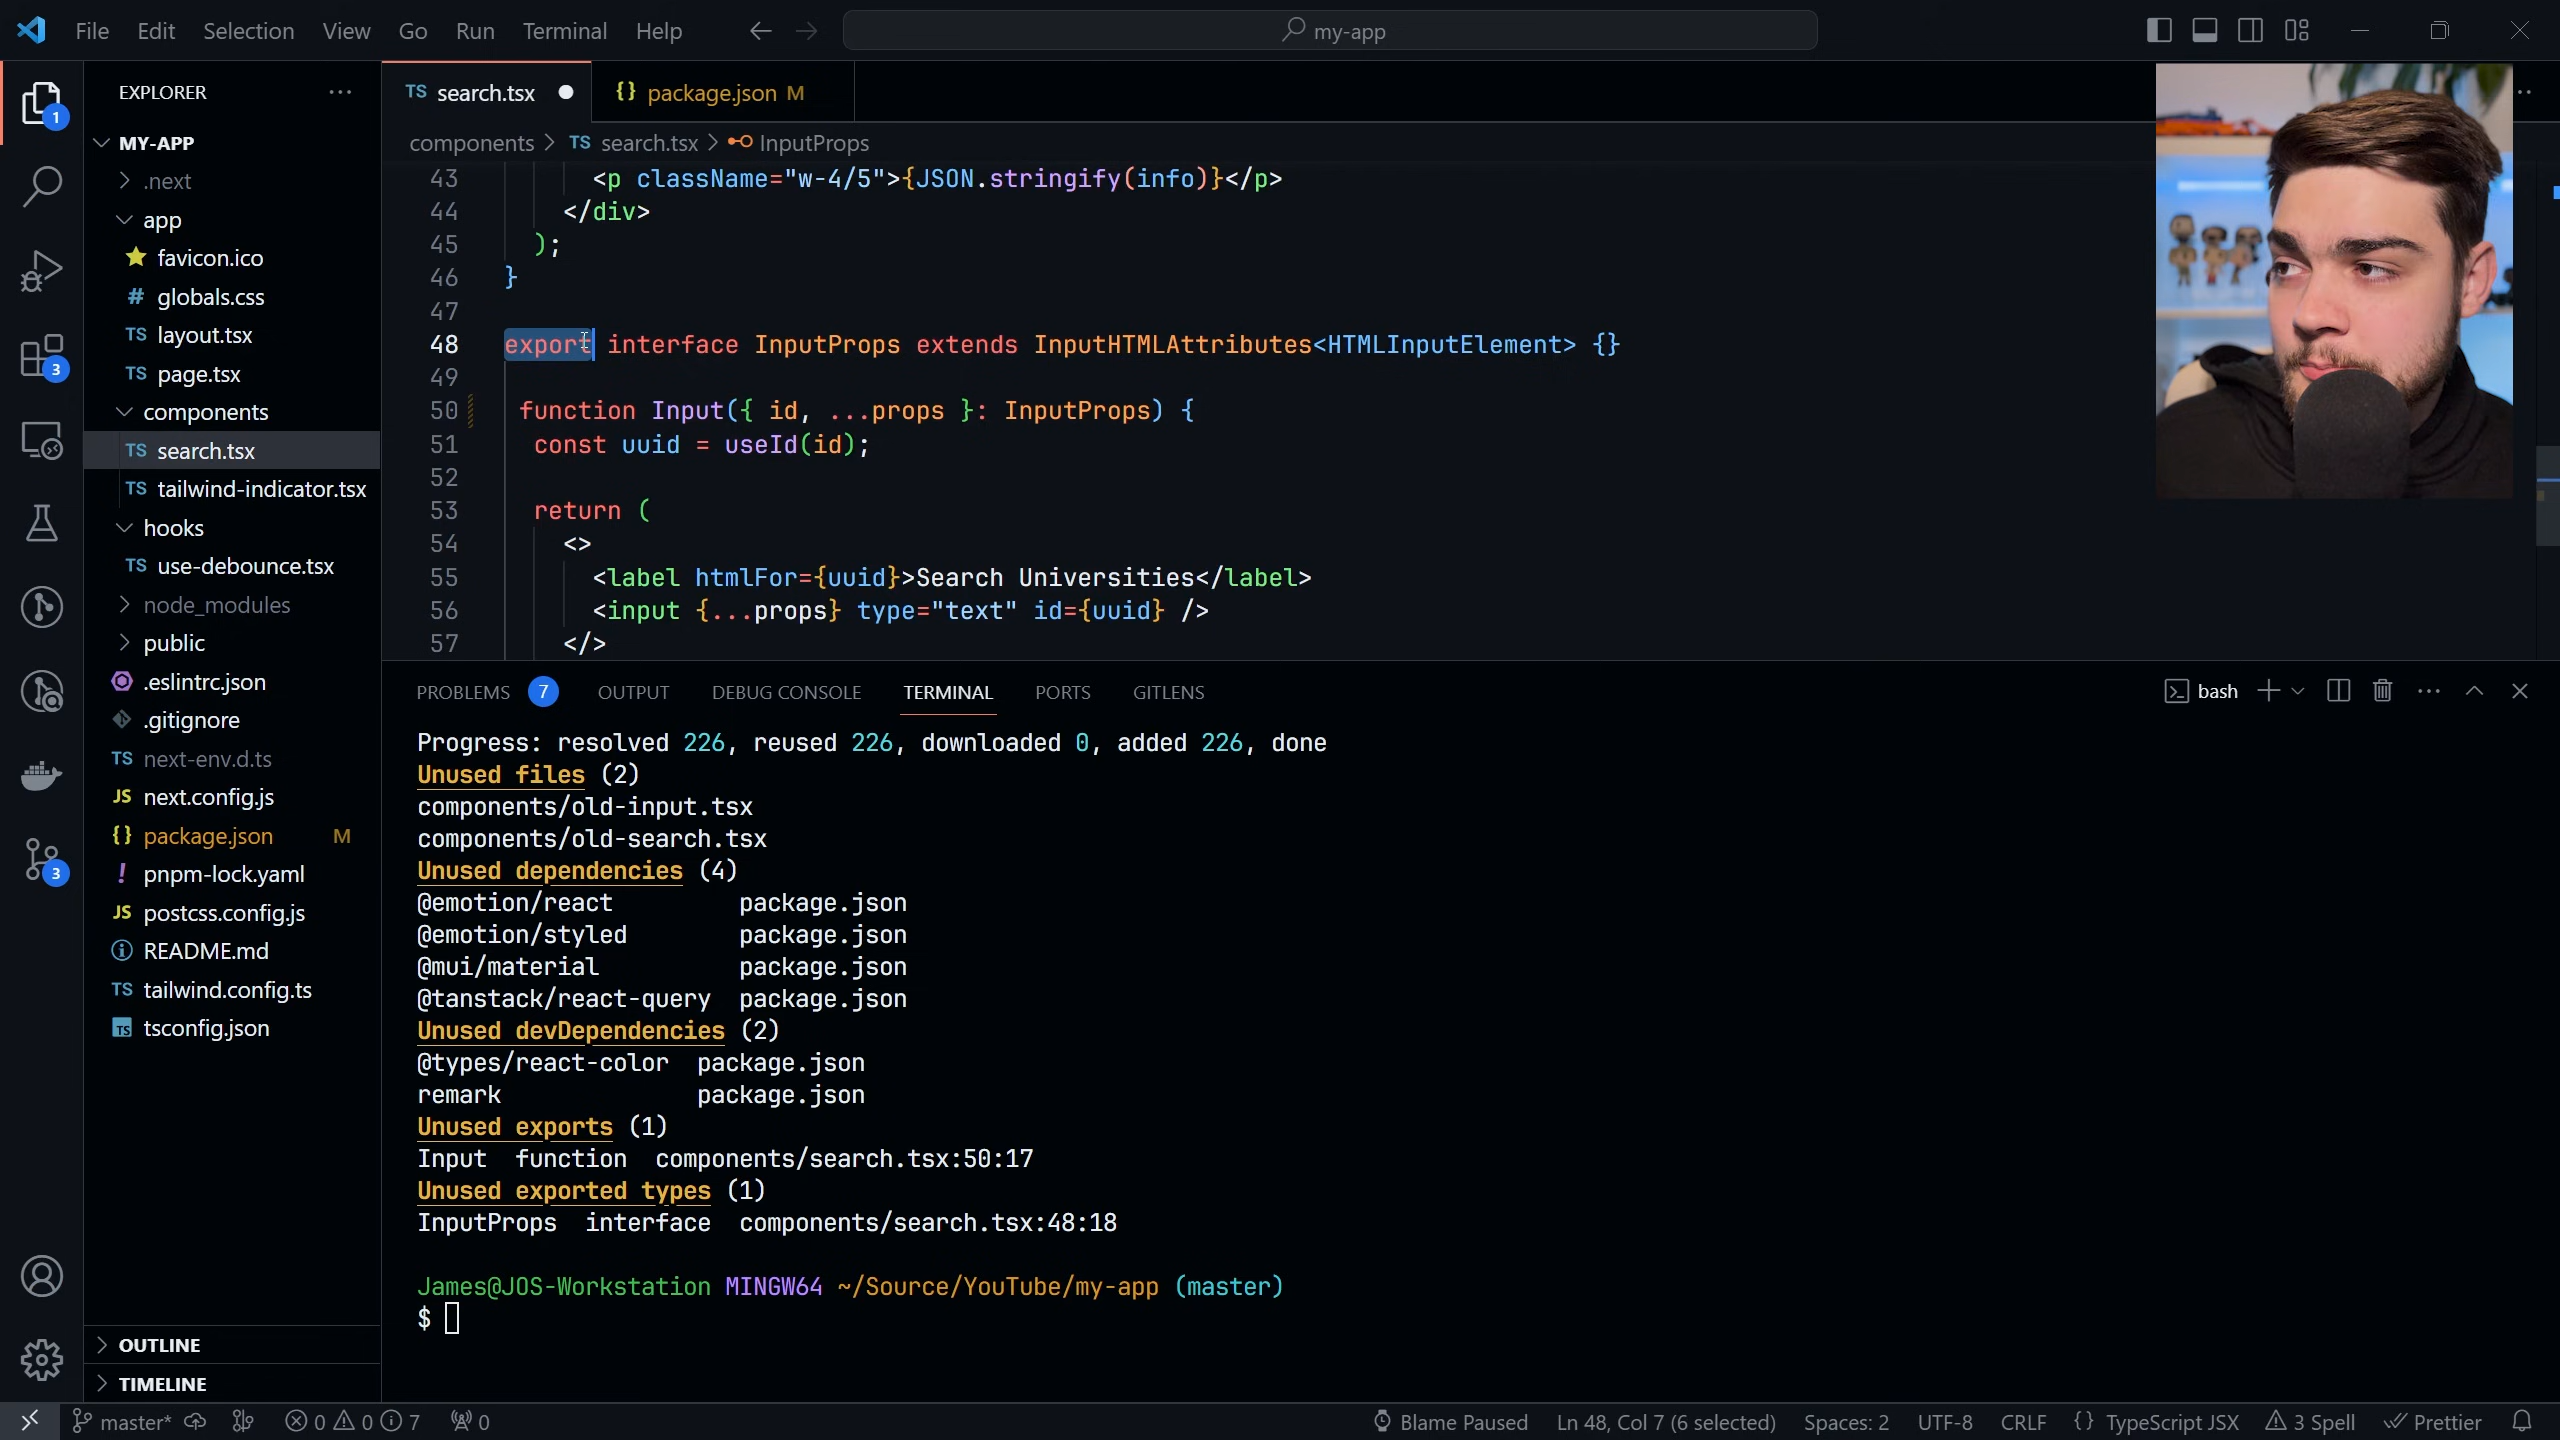 File Edit Selection View Go Run Terminal Help
my-app
EXPLORER
MY-APP
.next
app
favicon.ico
globals.css
layout.tsx
page.tsx
components
search.tsx
tailwind-indicator.tsx
hooks
use-debounce.tsx
node_modules
public
.eslintrc.json
.gitignore
next-env.d.ts
next.config.js
package.json M
pnpm-lock.yaml
postcss.config.js
README.md
tailwind.config.ts
tsconfig.json
OUTLINE
TIMELINE
1
3
3
TS search.tsx
{} package.json M
components > TS search.tsx > InputProps
43 <p className="w-4/5">{JSON.stringify(info)}</p>
44 </div>
45 );
46 }
47
48 export interface InputProps extends InputHTMLAttributes<HTMLInputElement> {}
49
50 function Input({ id, ...props }: InputProps) {
51 const uuid = useId(id);
52
53 return (
54 <>
55 <label htmlFor={uuid}>Search Universities</label>
56 <input {...props} type="text" id={uuid} />
57 </>
PROBLEMS 7 OUTPUT DEBUG CONSOLE TERMINAL PORTS GITLENS
bash
Progress: resolved 226, reused 226, downloaded 0, added 226, done
Unused files (2)
components/old-input.tsx
components/old-search.tsx
Unused dependencies (4)
@emotion/react package.json
@emotion/styled package.json
@mui/material package.json
@tanstack/react-query package.json
Unused devDependencies (2)
@types/react-color package.json
remark package.json
Unused exports (1)
Input function components/search.tsx:50:17
Unused exported types (1)
InputProps interface components/search.tsx:48:18
James@JOS-Workstation MINGW64 ~/Source/YouTube/my-app (master)
$
master* 0 0 7 0 Blame Paused Ln 48, Col 7 (6 selected) Spaces: 2 UTF-8 CRLF {} TypeScript JSX 3 Spell Prettier